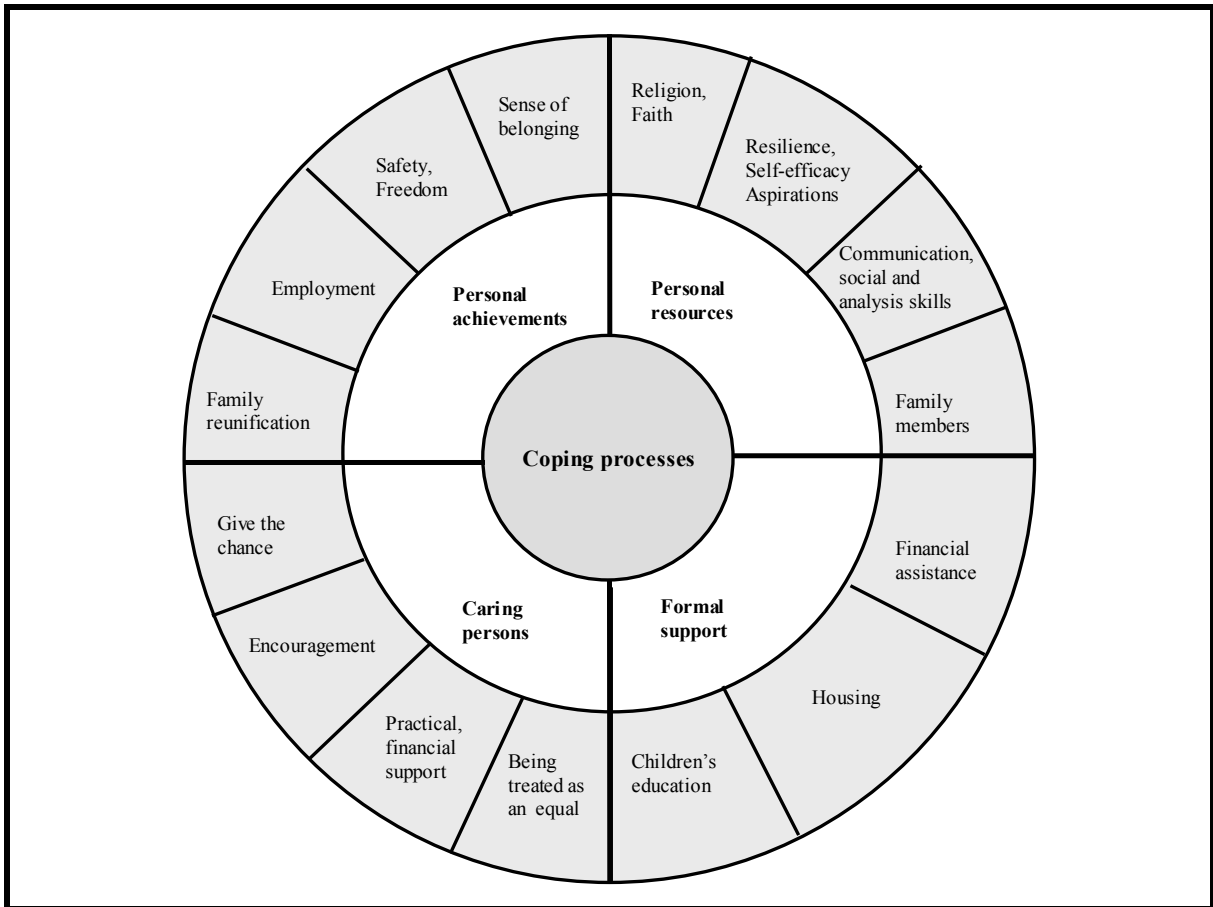 Sense of
belonging
Religion,
Faith
Resilience,
Self-efficacy
Aspirations
Safety,
Freedom
Communication,
social and
analysis skills
Employment
Personal
achievements
Personal
resources
Family
reunification
Family
members
Coping processes
Give the
chance
Financial
assistance
Caring
persons
Formal
support
Encouragement
Housing
Practical,
financial
support
Being
treated as
an equal
Children’s
education